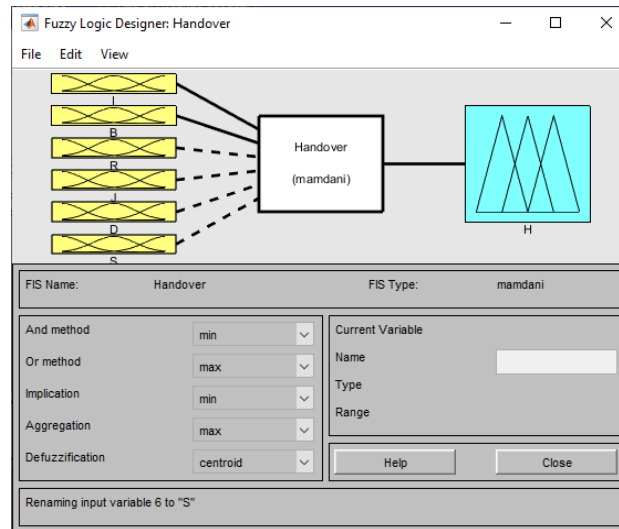 Fuzzy Logic Designer: Handover
File Edit View
B
R
J
D
S
Handover
(mamdani)
H
FIS Name: Handover FIS Type: mamdani
And method min
Or method max
Implication min
Aggregation max
Defuzzification centroid
Current Variable
Name
Type
Range
Help Close
Renaming input variable 6 to "S"